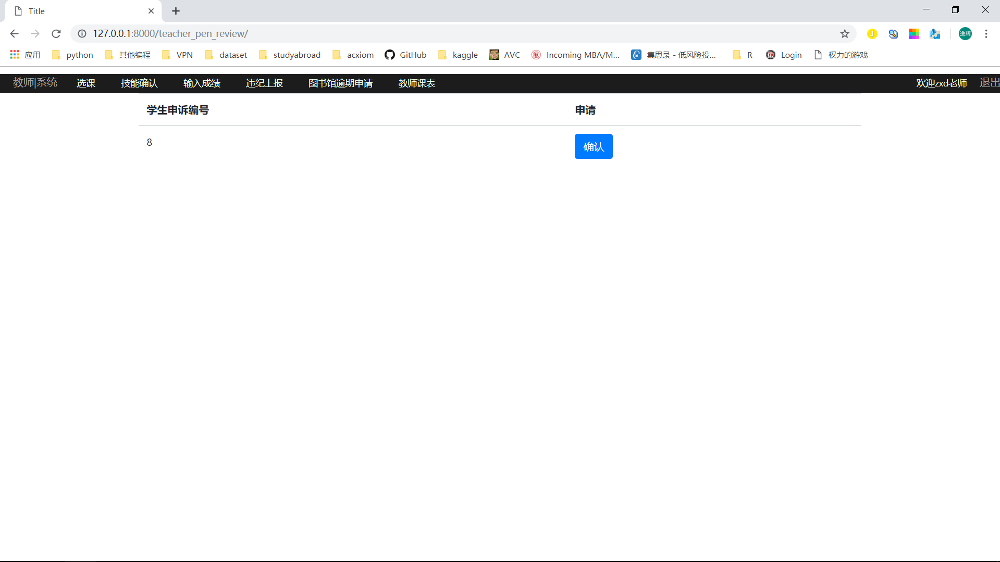 Title
127.0.0.1:8000/teacher_pen_review/
J
逸辉
应用 python 其他编程 VPN dataset studyabroad acxiom GitHub kaggle AVC Incoming MBA/M... 集思录 - 低风险投... R Login 权力的游戏
教师|系统 选课 技能确认 输入成绩 违纪上报 图书馆逾期申请 教师课表 欢迎zxd老师 退出
学生申诉编号 申请
8 确认